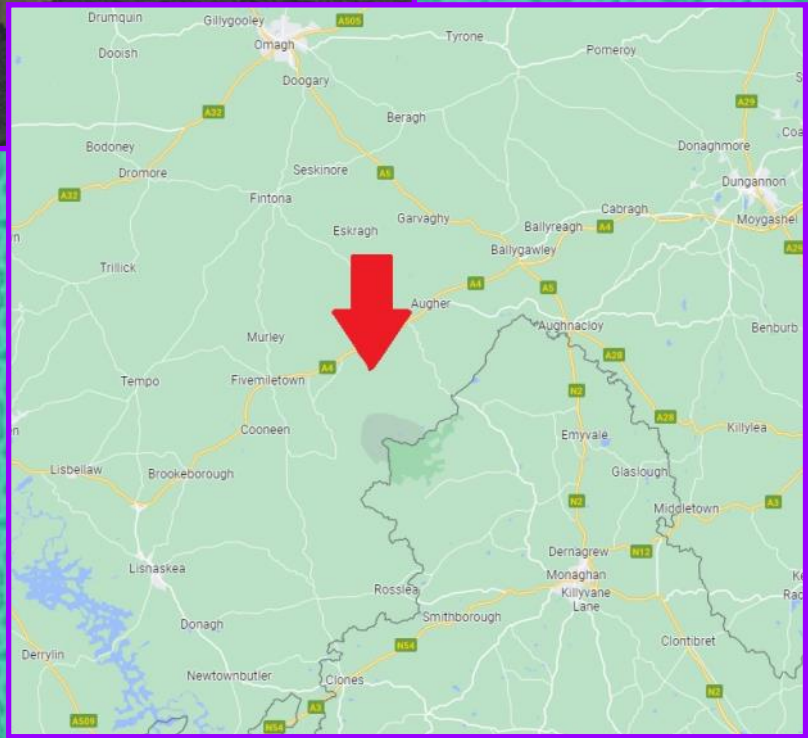 Drumquin
Gillygooley
A505
Tyrone
Omagh
Pomeroy
Dooish
Doogary
A32
A29
Beragh
Donaghmore
Bodoney
Seskinore
Dromore
A5
Dungannon
A32
Fintona
Cabragh
Garvaghy
Ballyreagh
A4
Moygashel
Eskragh
Ballygawley
Trillick
A4
A5
Augher
Aughnacloy
Benburb
Murley
A28
A4
Tempo
Fivemiletown
N2
A28
Cooneen
Emyvale
Killylea
Lisbellaw
Brookeborough
Glaslough
N2
A3
Middletown
Dernagrew
N12
Lisnaskea
Monaghan
Rosslea
Killyvane
Lane
Smithborough
Donagh
Clontibret
N54
Derrylin
Newtownbutler
Clones
N2
A3
A509
N54